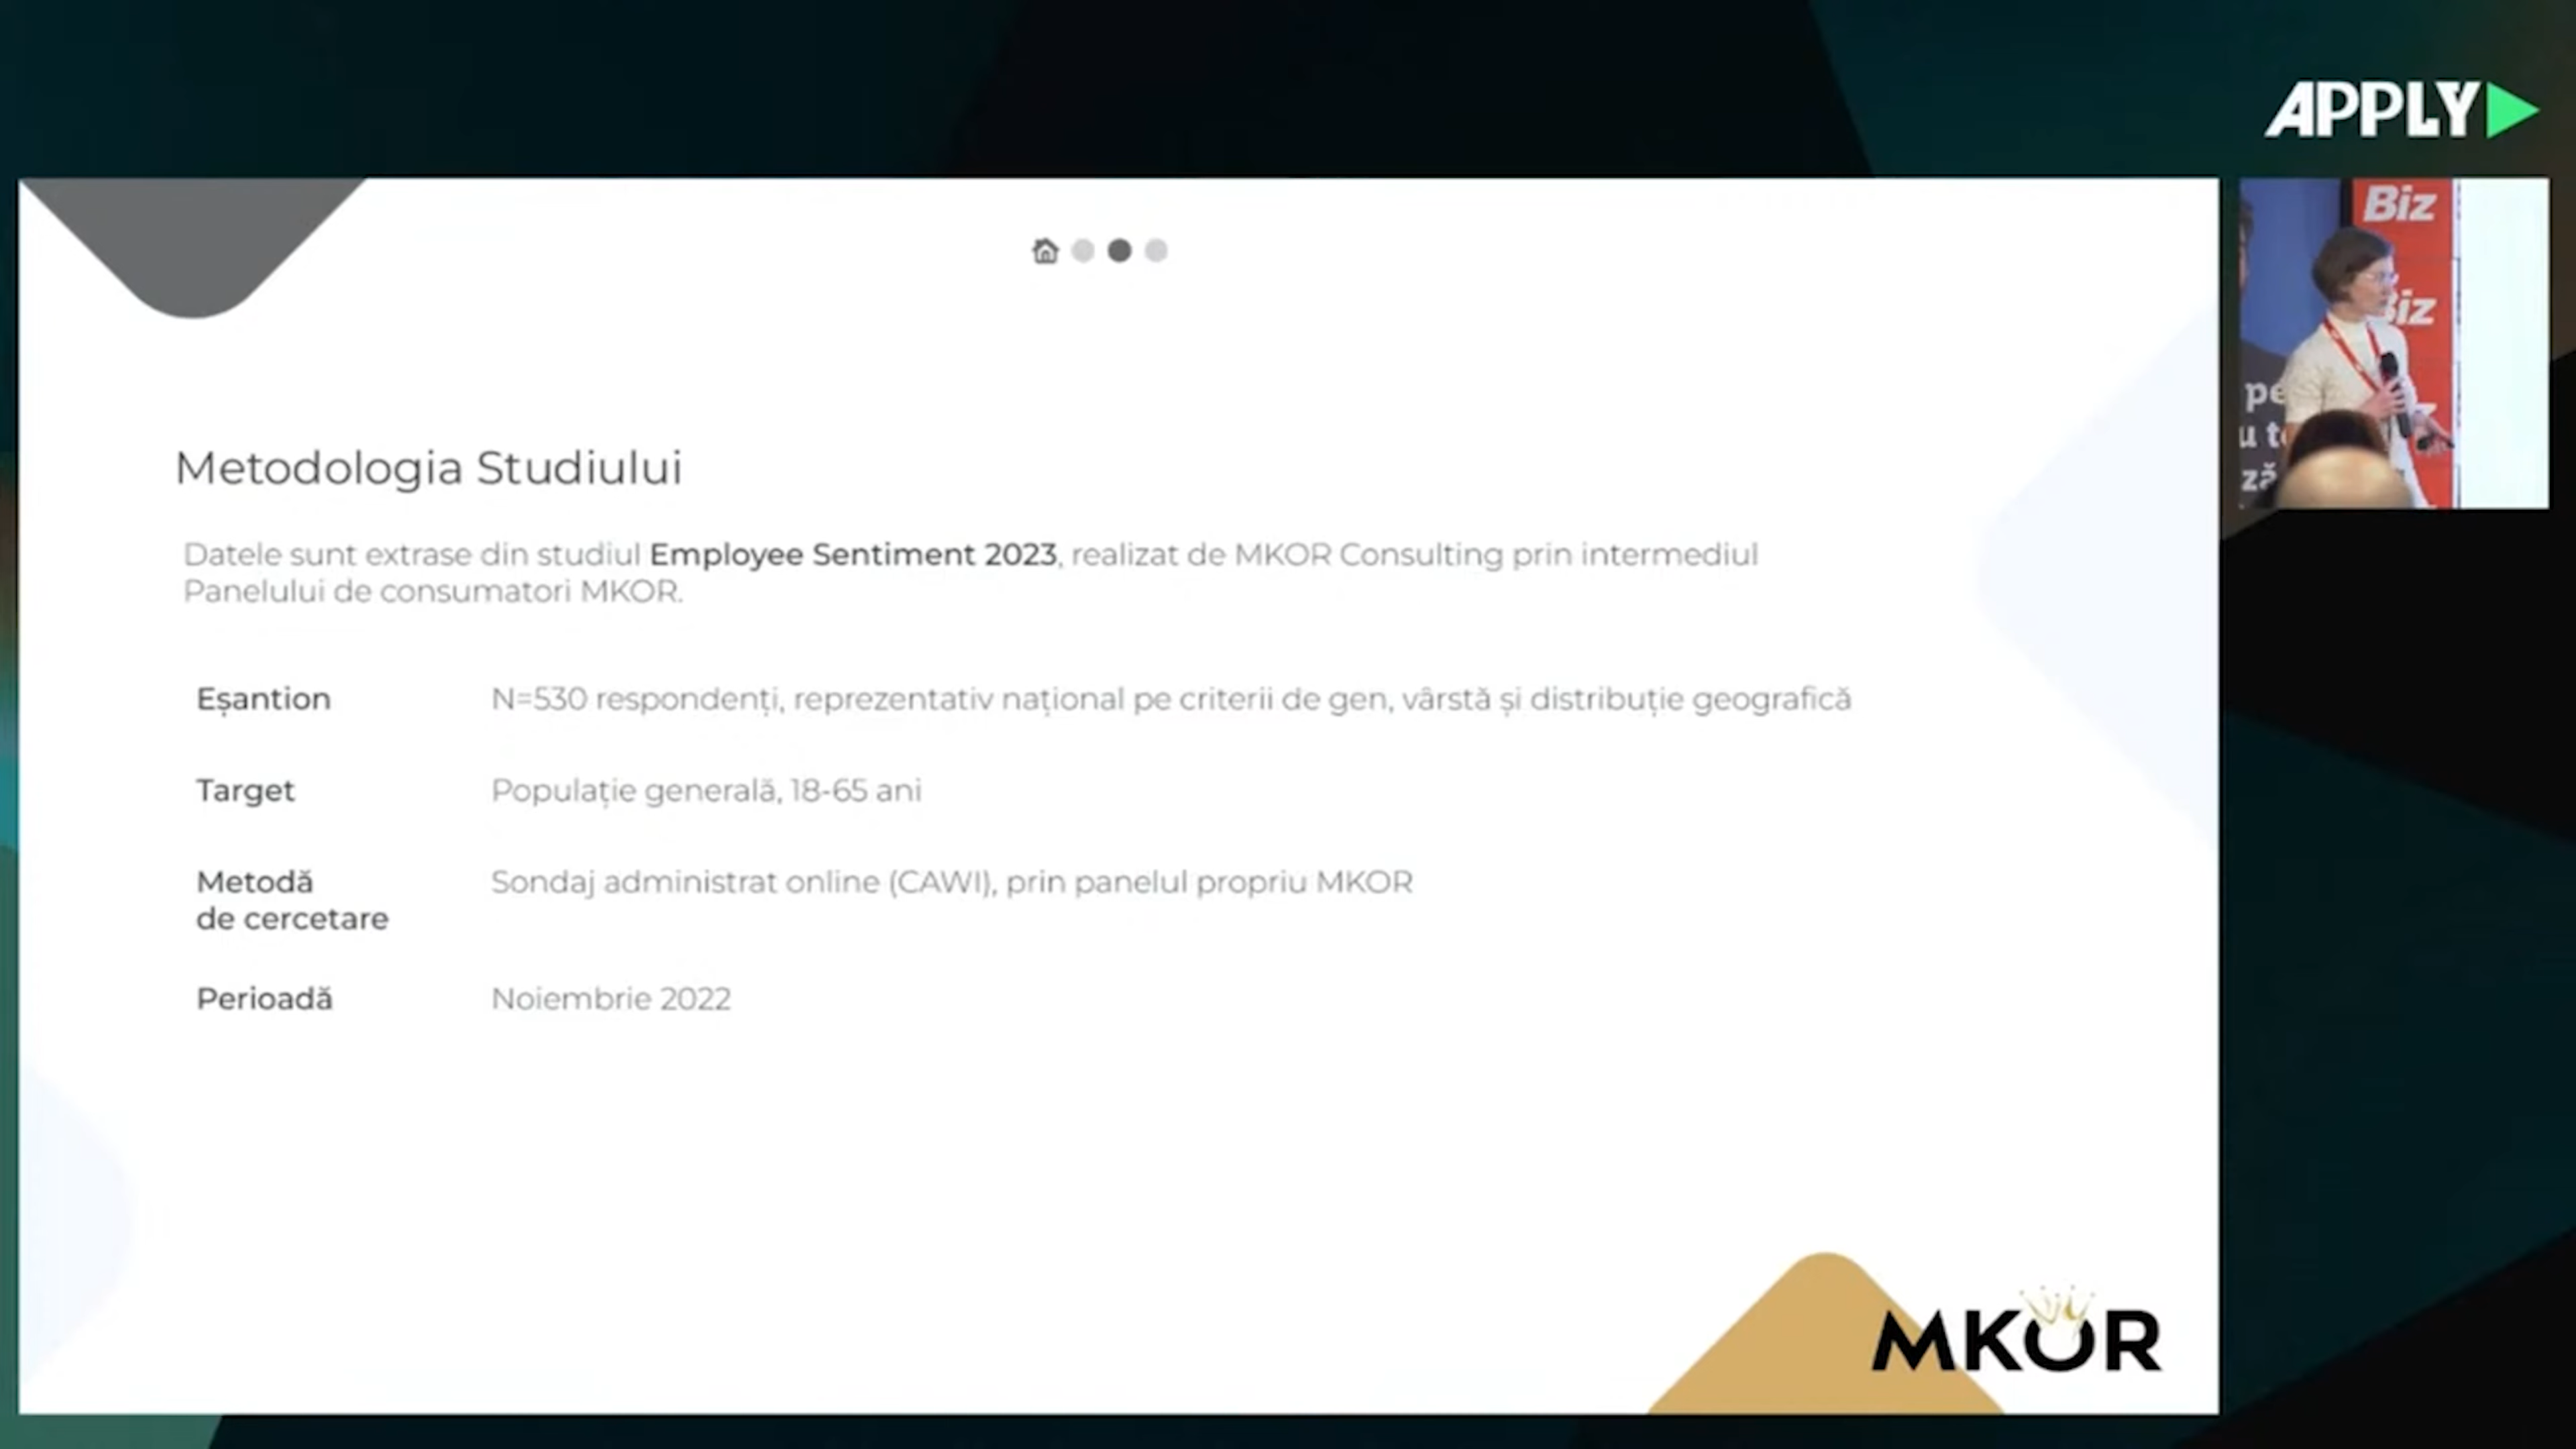 APPLY
Biz
Biz
pe
u t
ză
Metodologia Studiului
Datele sunt extrase din studiul Employee Sentiment 2023, realizat de MKOR Consulting prin intermediul
Panelului de consumatori MKOR.
Eșantion N=530 respondenți, reprezentativ național pe criterii de gen, vârstă și distribuție geografică
Target Populație generală, 18-65 ani
Metodă Sondaj administrat online (CAWI), prin panelul propriu MKOR
de cercetare
Perioadă Noiembrie 2022
MKOR